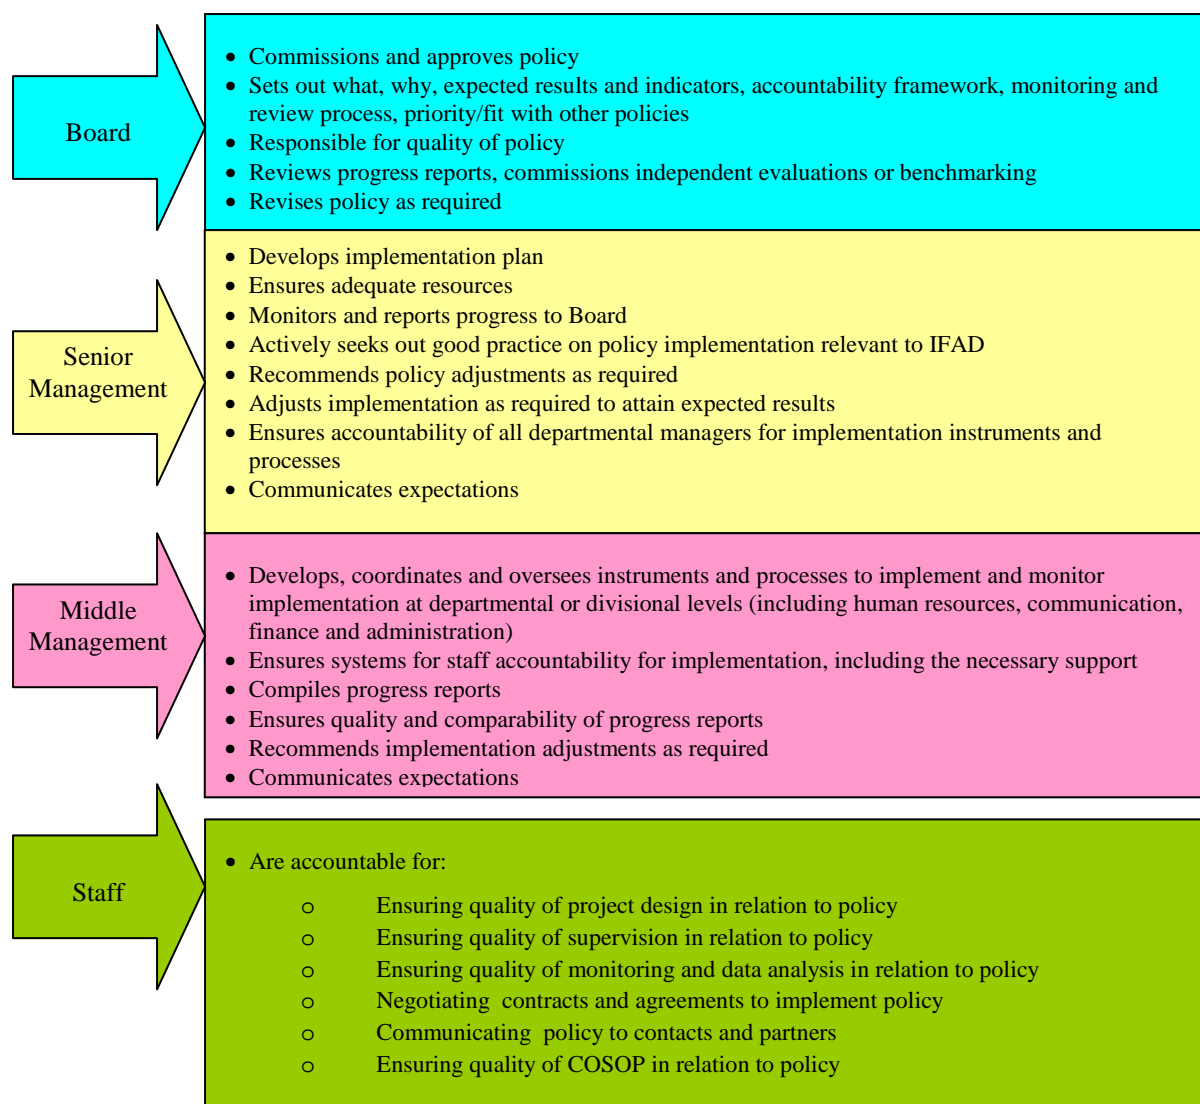 Board
• Commissions and approves policy
• Sets out what, why, expected results and indicators, accountability framework, monitoring and
review process, priority/fit with other policies
• Responsible for quality of policy
• Reviews progress reports, commissions independent evaluations or benchmarking
• Revises policy as required
Senior
Management
• Develops implementation plan
• Ensures adequate resources
• Monitors and reports progress to Board
• Actively seeks out good practice on policy implementation relevant to IFAD
• Recommends policy adjustments as required
• Adjusts implementation as required to attain expected results
• Ensures accountability of all departmental managers for implementation instruments and
processes
• Communicates expectations
Middle
Management
• Develops, coordinates and oversees instruments and processes to implement and monitor
implementation at departmental or divisional levels (including human resources, communication,
finance and administration)
• Ensures systems for staff accountability for implementation, including the necessary support
• Compiles progress reports
• Ensures quality and comparability of progress reports
• Recommends implementation adjustments as required
• Communicates expectations
Staff
• Are accountable for:
o Ensuring quality of project design in relation to policy
o Ensuring quality of supervision in relation to policy
o Ensuring quality of monitoring and data analysis in relation to policy
o Negotiating contracts and agreements to implement policy
o Communicating policy to contacts and partners
o Ensuring quality of COSOP in relation to policy